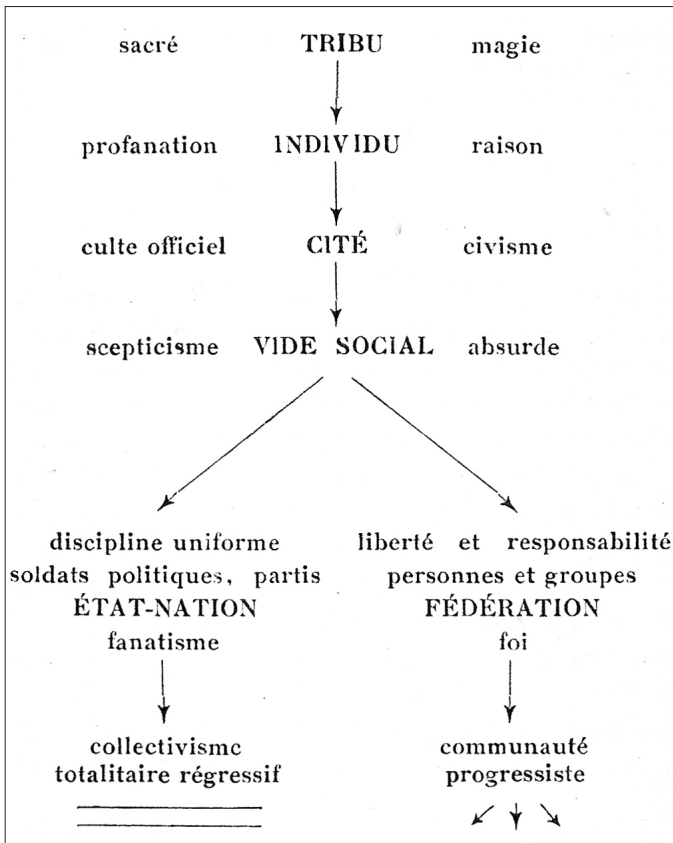 sacré TRIBU magie
profanation INDIVIDU raison
culte officiel CITÉ civisme
scepticisme VIDE SOCIAL absurde
discipline uniforme liberté et responsabilité
soldats politiques, partis personnes et groupes
ÉTAT-NATION FÉDÉRATION
fanatisme foi
collectivisme communauté
totalitaire régressif progressiste